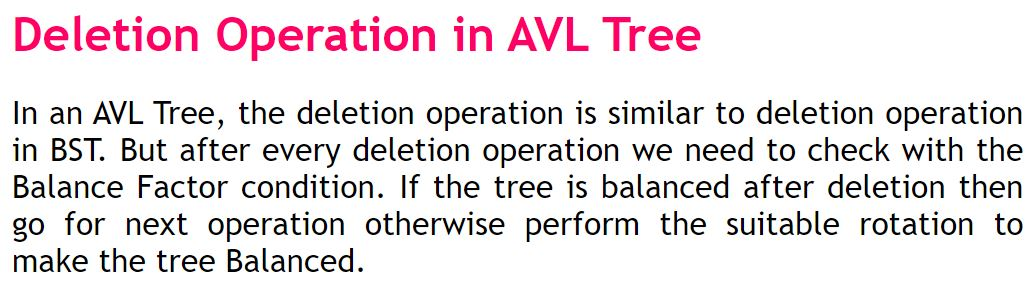 Deletion Operation in AVL Tree
In an AVL Tree, the deletion operation is similar to deletion operation
in BST. But after every deletion operation we need to check with the
Balance Factor condition. If the tree is balanced after deletion then
go for next operation otherwise perform the suitable rotation to
make the tree Balanced.